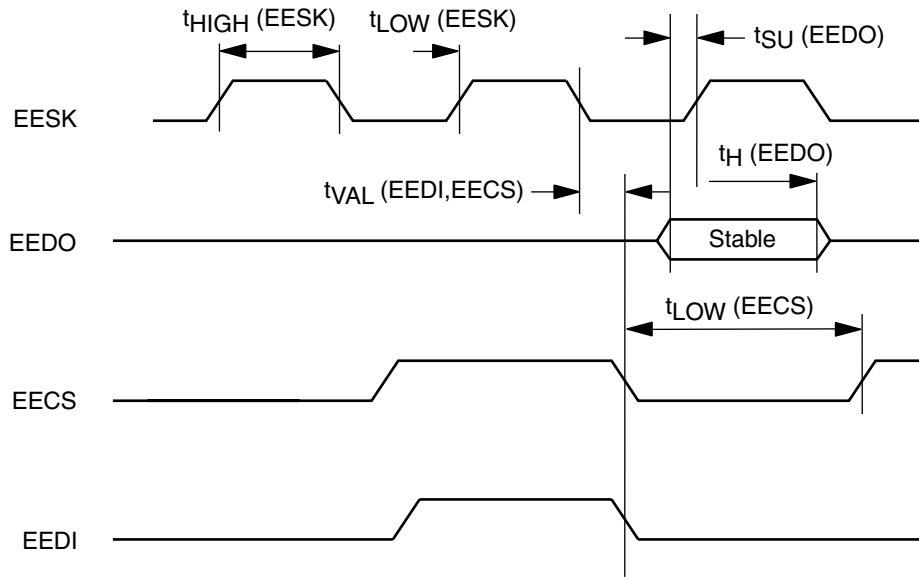 tHIGH (EESK)
tLOW (EESK)
tSU (EEDO)
EESK
tH (EEDO)
tVAL (EEDI,EECS)
EEDO
Stable
tLOW (EECS)
EECS
EEDI